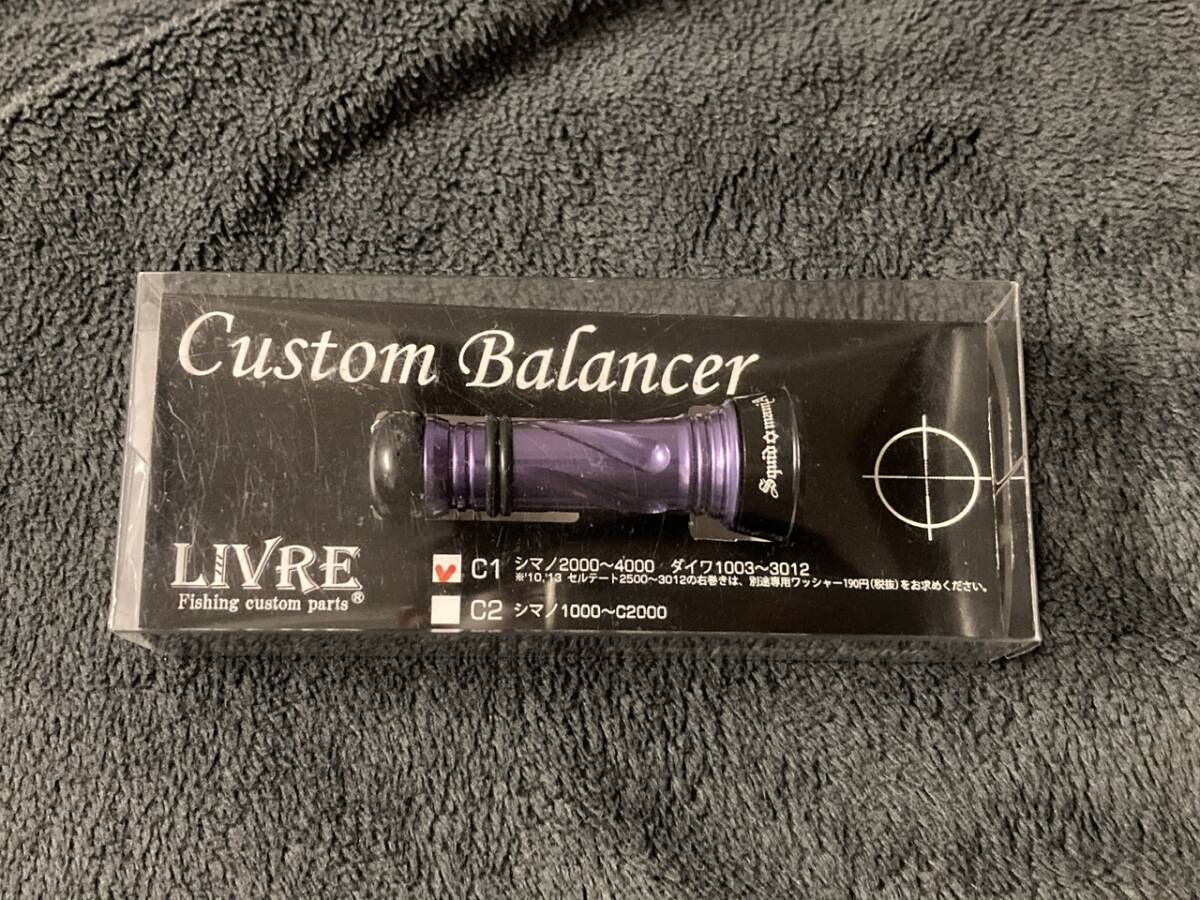 Custom Balancer
Squid✡mania
LIVRE
Fishing custom parts®
C1 シマノ2000～4000 ダイワ1003～3012
※'10,'13 セルテート2500～3012の右巻きは、別途専用ワッシャー190円(税抜)をお求めください。
C2 シマノ1000～C2000